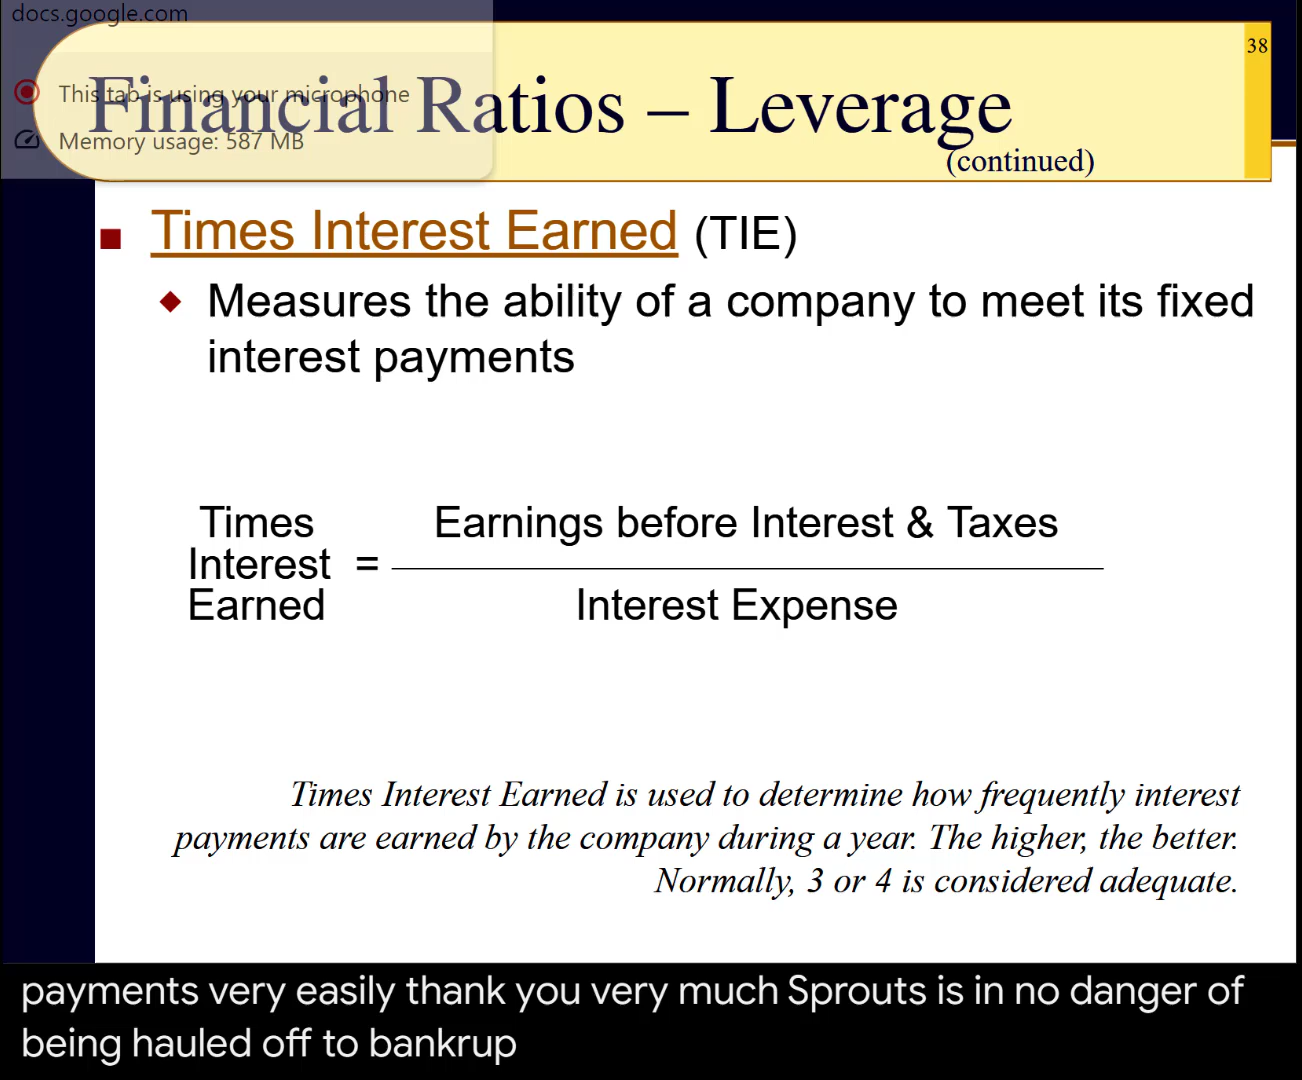 docs.google.com
38
This tab is using your microphone
Financial Ratios – Leverage
Memory usage: 587 MB
(continued)
Times Interest Earned (TIE)
Measures the ability of a company to meet its fixed
interest payments
Times
Interest
Earned
=
Earnings before Interest & Taxes
Interest Expense
Times Interest Earned is used to determine how frequently interest
payments are earned by the company during a year. The higher, the better.
Normally, 3 or 4 is considered adequate.
payments very easily thank you very much Sprouts is in no danger of
being hauled off to bankrup